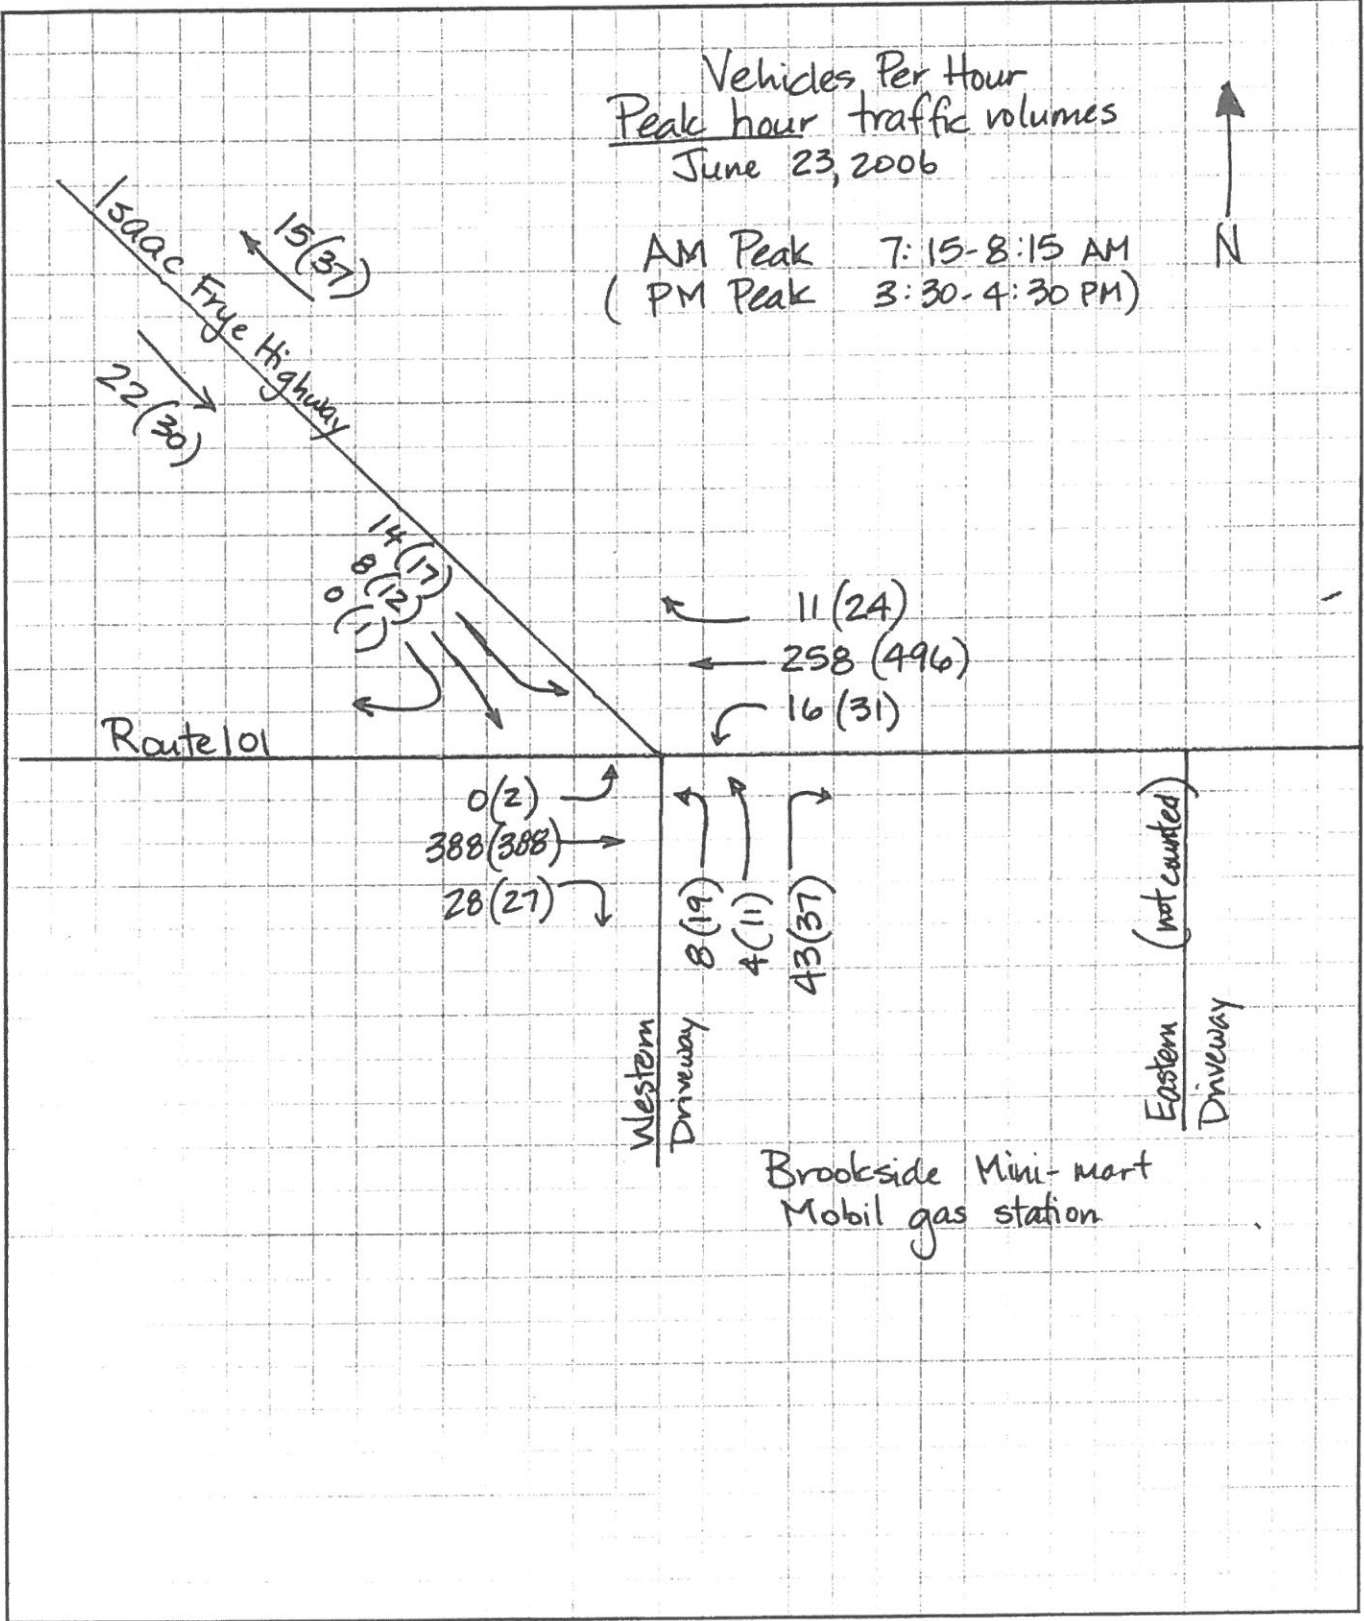 Vehicles Per Hour
Peak hour traffic volumes
June 23, 2006
AM Peak 7:15-8:15 AM
( PM Peak 3:30-4:30 PM)
N
Isaac Frye Highway
15(37)
22(30)
14(17)
8(12)
0(1)
11(24)
258(496)
16(31)
Route 101
0(2)
388(388)
28(27)
8(19)
4(11)
43(37)
(not counted)
Western
Driveway
Eastern
Driveway
Brookside Mini-mart
Mobil gas station